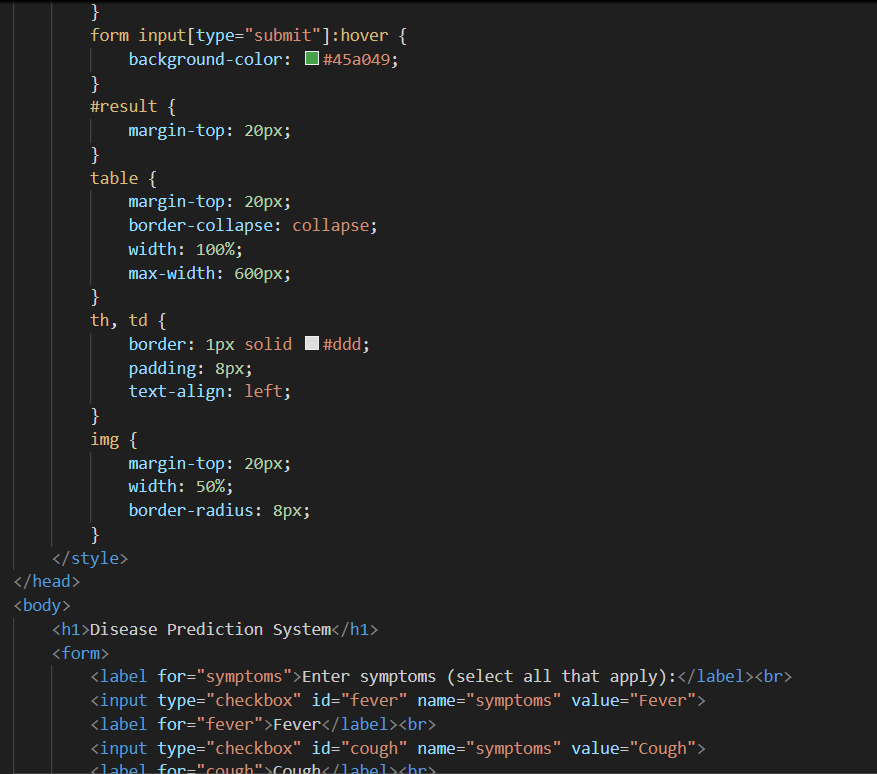 }
form input[type="submit"]:hover {
background-color: #45a049;
}
#result {
margin-top: 20px;
}
table {
margin-top: 20px;
border-collapse: collapse;
width: 100%;
max-width: 600px;
}
th, td {
border: 1px solid #ddd;
padding: 8px;
text-align: left;
}
img {
margin-top: 20px;
width: 50%;
border-radius: 8px;
}
</style>
</head>
<body>
<h1>Disease Prediction System</h1>
<form>
<label for="symptoms">Enter symptoms (select all that apply):</label><br>
<input type="checkbox" id="fever" name="symptoms" value="Fever">
<label for="fever">Fever</label><br>
<input type="checkbox" id="cough" name="symptoms" value="Cough">
<label for="cough">Cough</label><br>